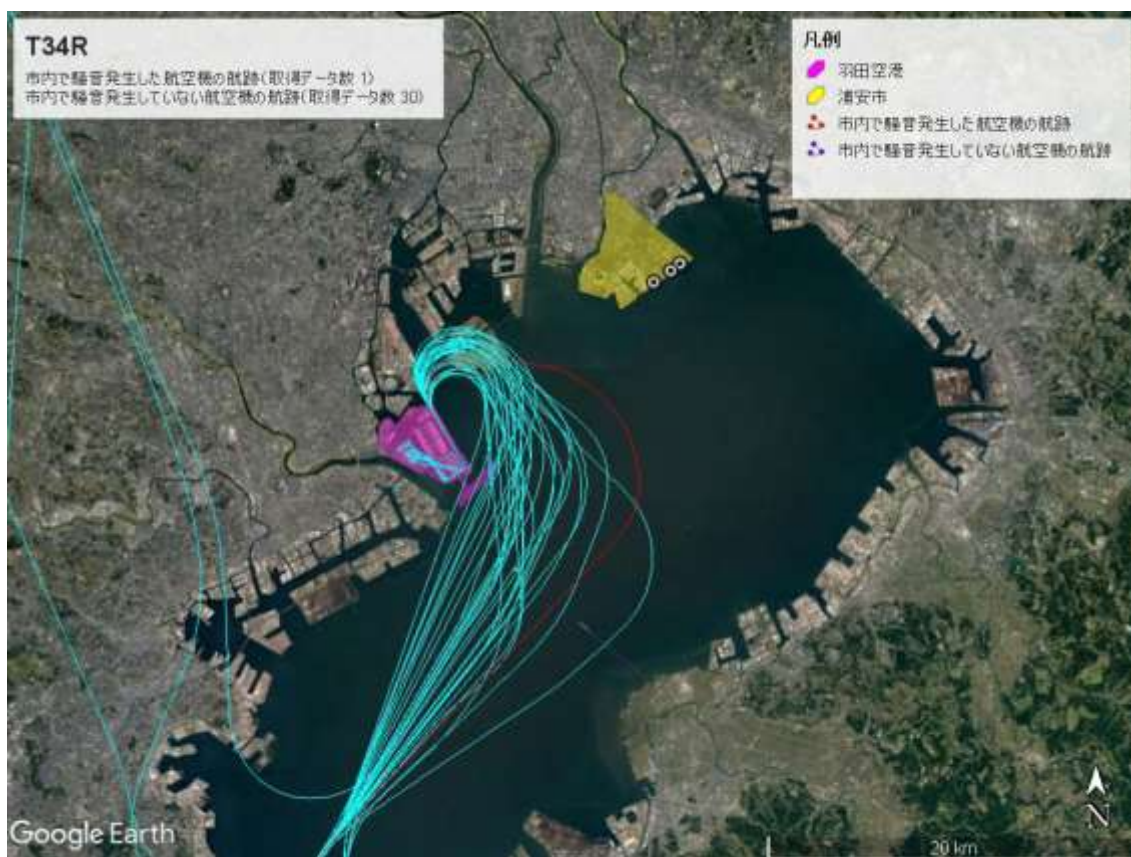 T34R
市内で騒音発生した航空機の航跡(取得データ数 1)
市内で騒音発生していない航空機の航跡(取得データ数 30)
凡例
羽田空港
浦安市
市内で騒音発生した航空機の航跡
市内で騒音発生していない航空機の航跡
N
Google Earth
20 km